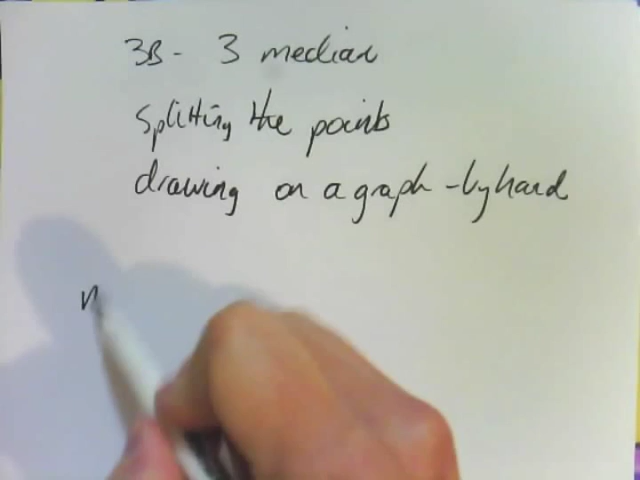 3B - 3 median
splitting the points
drawing on a graph - by hand
n